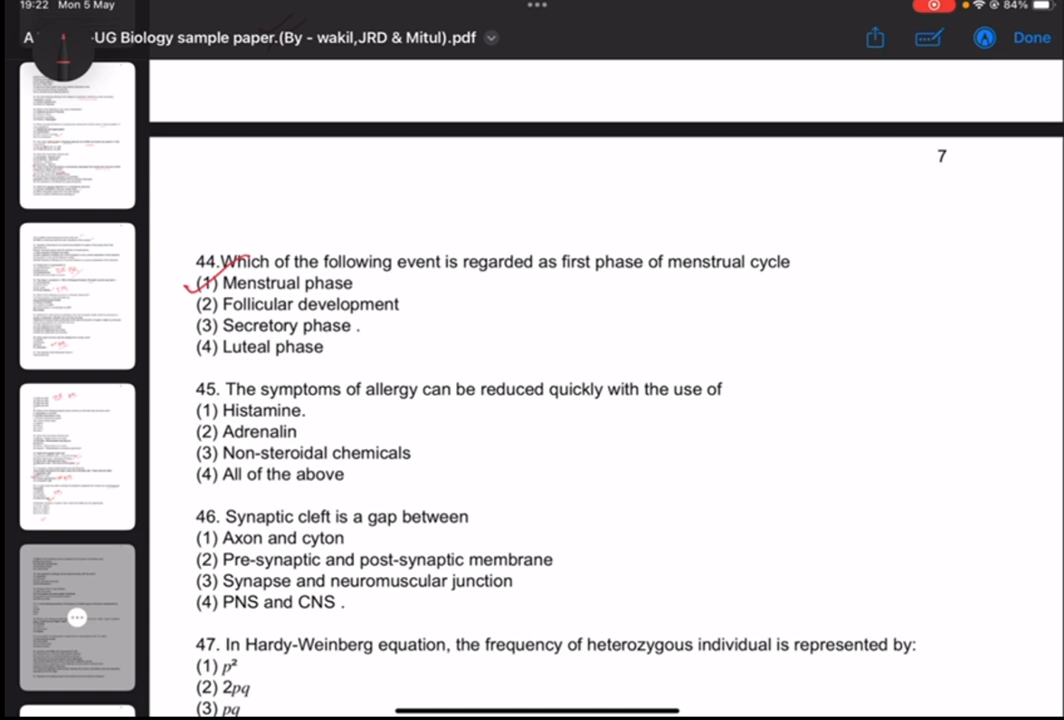 19:22 Mon 5 May
84%
A
-UG Biology sample paper.(By - wakil,JRD & Mitul).pdf
Done
7
44.Which of the following event is regarded as first phase of menstrual cycle
(1) Menstrual phase
(2) Follicular development
(3) Secretory phase .
(4) Luteal phase
45. The symptoms of allergy can be reduced quickly with the use of
(1) Histamine.
(2) Adrenalin
(3) Non-steroidal chemicals
(4) All of the above
46. Synaptic cleft is a gap between
(1) Axon and cyton
(2) Pre-synaptic and post-synaptic membrane
(3) Synapse and neuromuscular junction
(4) PNS and CNS .
47. In Hardy-Weinberg equation, the frequency of heterozygous individual is represented by:
(1) p²
(2) 2pq
(3) pq